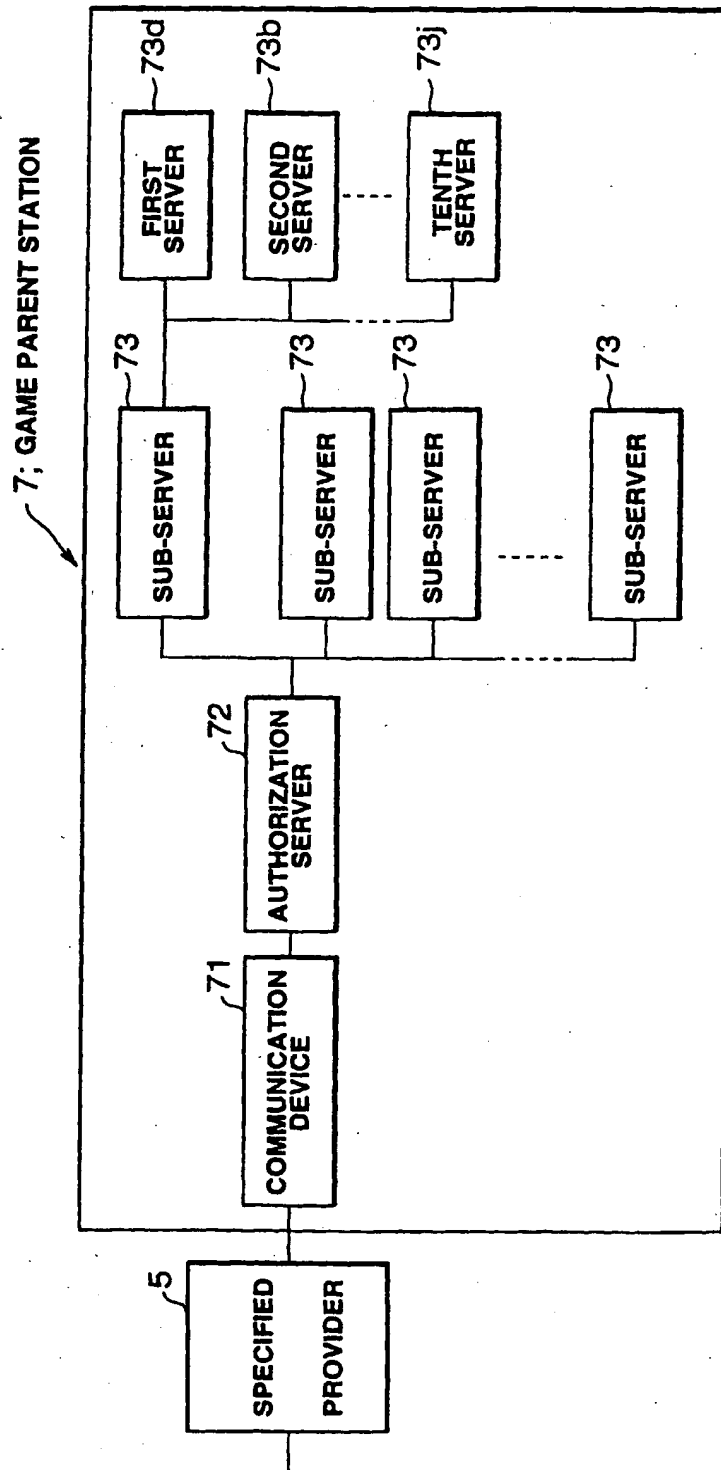 7; GAME PARENT STATION
5
SPECIFIED
PROVIDER
71
COMMUNICATION
DEVICE
72
AUTHORIZATION
SERVER
73
SUB-SERVER
73
SUB-SERVER
73
SUB-SERVER
73
SUB-SERVER
73d
FIRST
SERVER
73b
SECOND
SERVER
73j
TENTH
SERVER